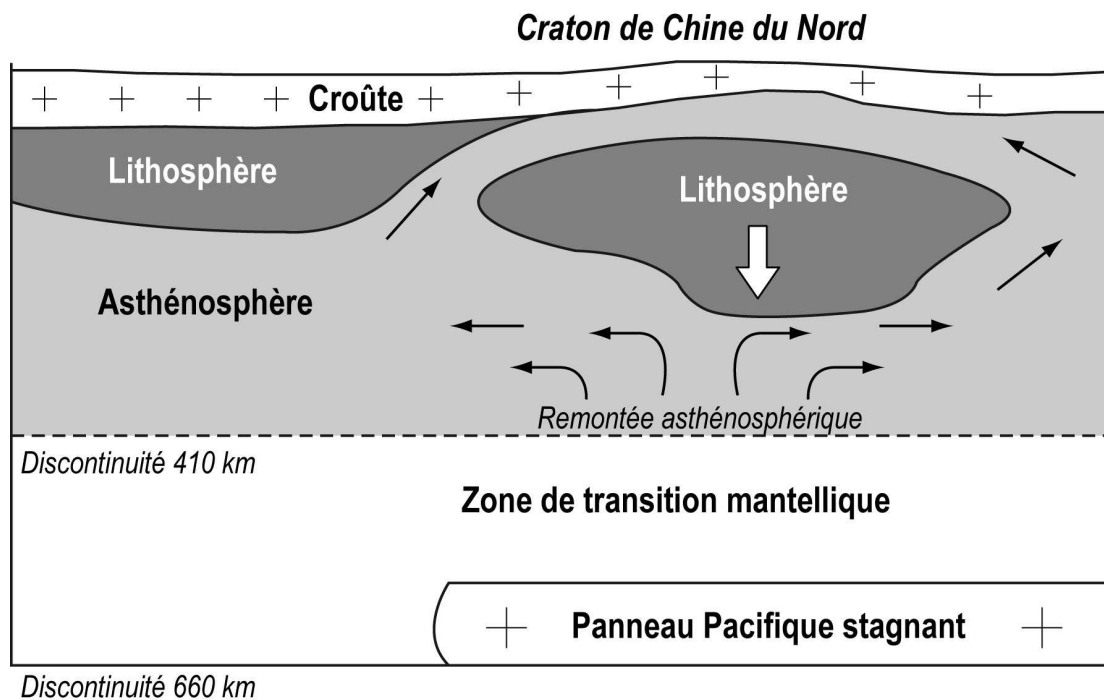 Craton de Chine du Nord
Croûte
Lithosphère
Lithosphère
Asthénosphère
Remontée asthénosphérique
Discontinuité 410 km
Zone de transition mantellique
Panneau Pacifique stagnant
Discontinuité 660 km